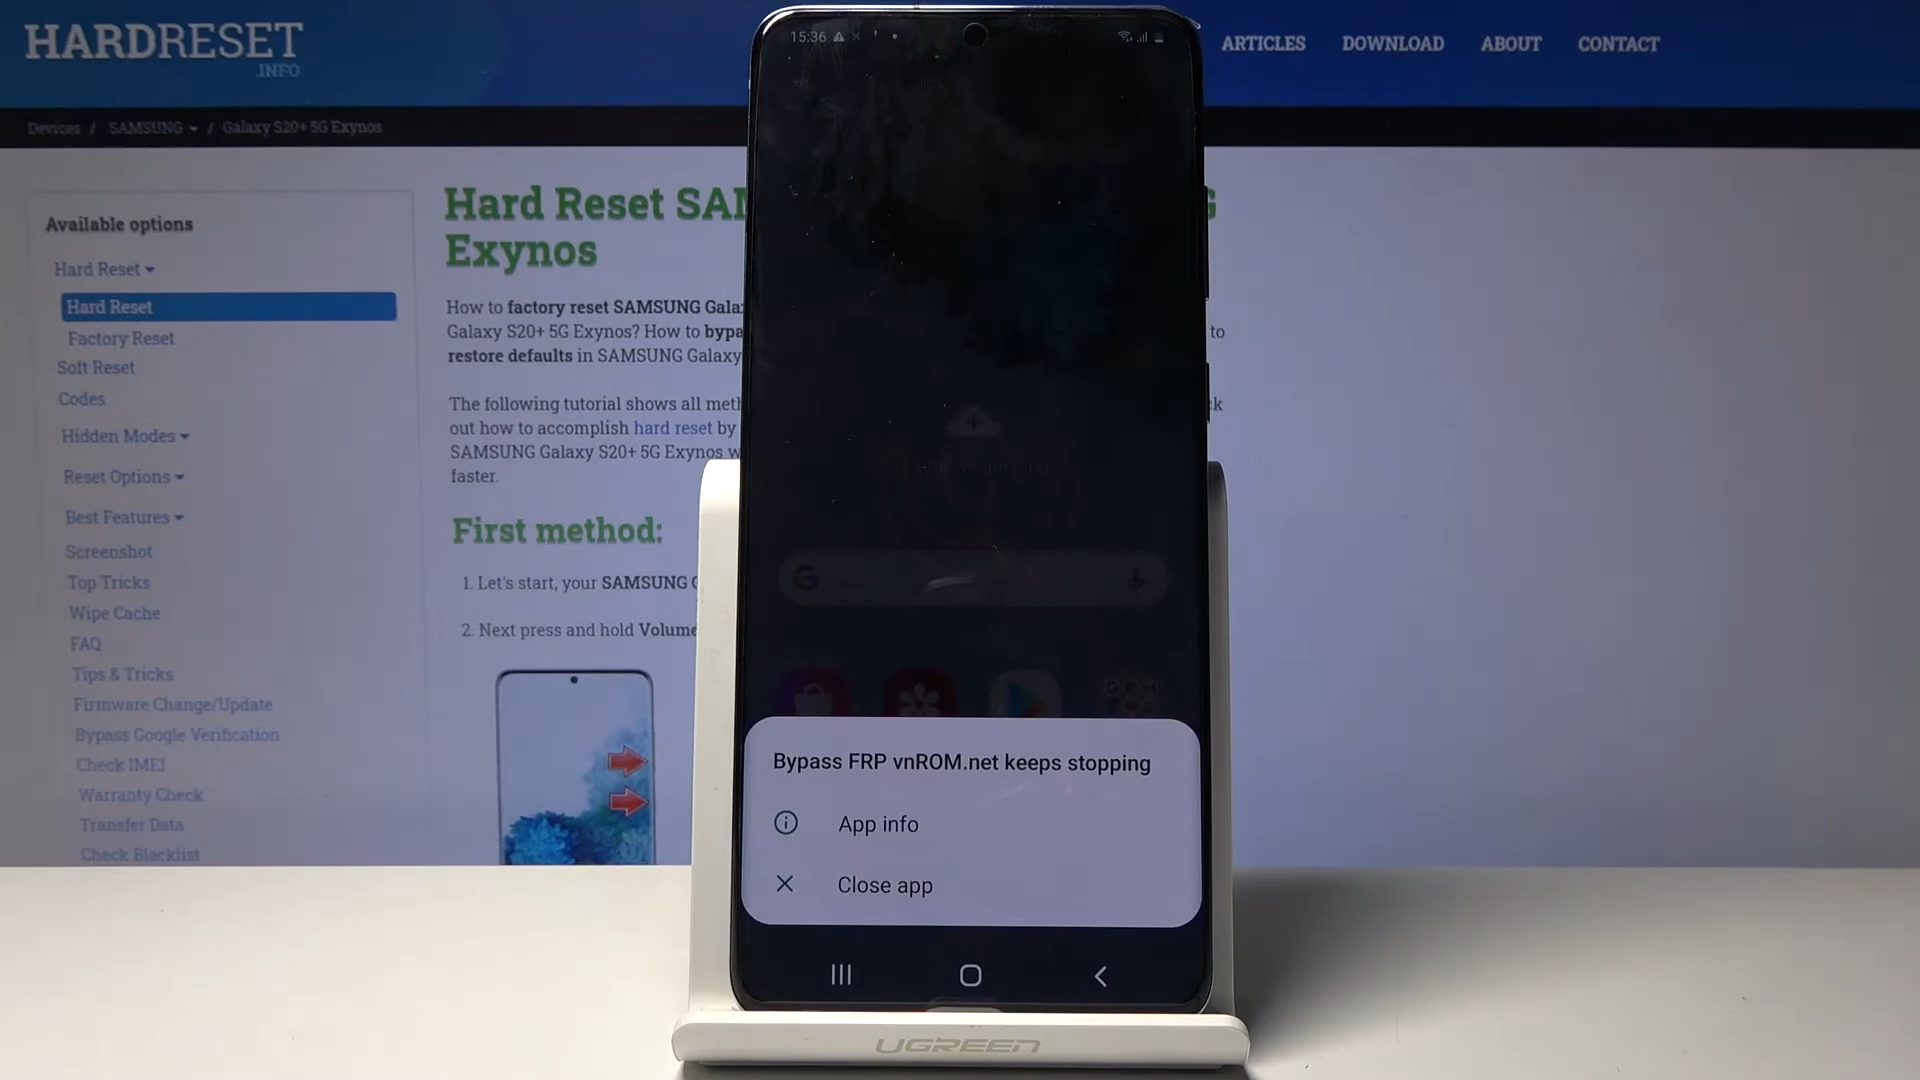 HARDRESET
.INFO
ARTICLES DOWNLOAD ABOUT CONTACT
Devices / SAMSUNG / Galaxy S20+ 5G Exynos
15:36
Available options
Hard Reset
Hard Reset
Factory Reset
Soft Reset
Codes
Hidden Modes
Reset Options
Best Features
Screenshot
Top Tricks
Wipe Cache
FAQ
Tips & Tricks
Firmware Change/Update
Bypass Google Verification
Check IMEI
Warranty Check
Transfer Data
Check Blacklist
Hard Reset SAM G
Exynos
How to factory reset SAMSUNG Gala
Galaxy S20+ 5G Exynos? How to bypa to
restore defaults in SAMSUNG Galaxy
The following tutorial shows all met ck
out how to accomplish hard reset by
SAMSUNG Galaxy S20+ 5G Exynos w
faster.
First method:
1. Let's start, your SAMSUNG G
2. Next press and hold Volume
G
Bypass FRP vnROM.net keeps stopping
App info
Close app
UGREEN